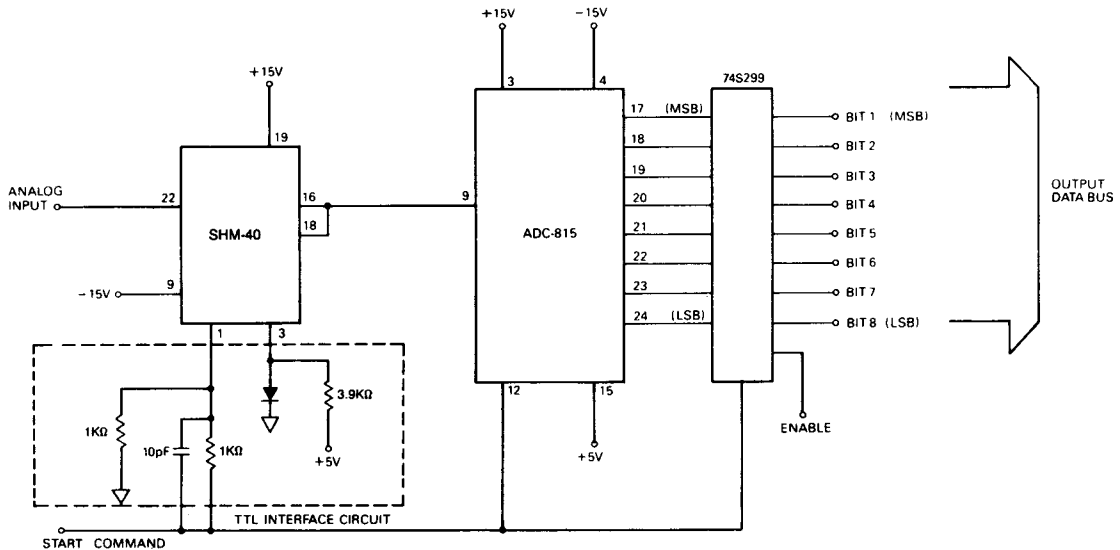 +15V
-15V
3
4
74S299
+15V
19
17 (MSB)
BIT 1 (MSB)
18
BIT 2
19
BIT 3
ANALOG
INPUT
22
16
9
20
BIT 4
OUTPUT
DATA BUS
18
SHM-40
ADC-815
21
BIT 5
22
BIT 6
-15V
9
23
BIT 7
24 (LSB)
BIT 8 (LSB)
1
3
12
15
3.9KΩ
1KΩ
10pF
1KΩ
+5V
+5V
ENABLE
TTL INTERFACE CIRCUIT
START COMMAND